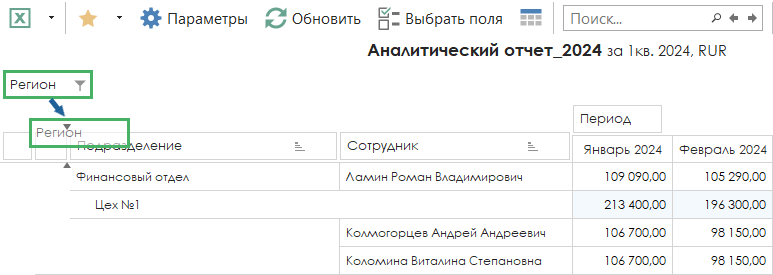 Параметры Обновить Выбрать поля Поиск...
Аналитический отчет_2024 за 1кв. 2024, RUR
Регион
Регион
Период
Подразделение Сотрудник
Январь 2024 Февраль 2024
Финансовый отдел Ламин Роман Владимирович 109 090,00 105 290,00
Цех №1 213 400,00 196 300,00
Колмогорцев Андрей Андреевич 106 700,00 98 150,00
Коломина Виталина Степановна 106 700,00 98 150,00